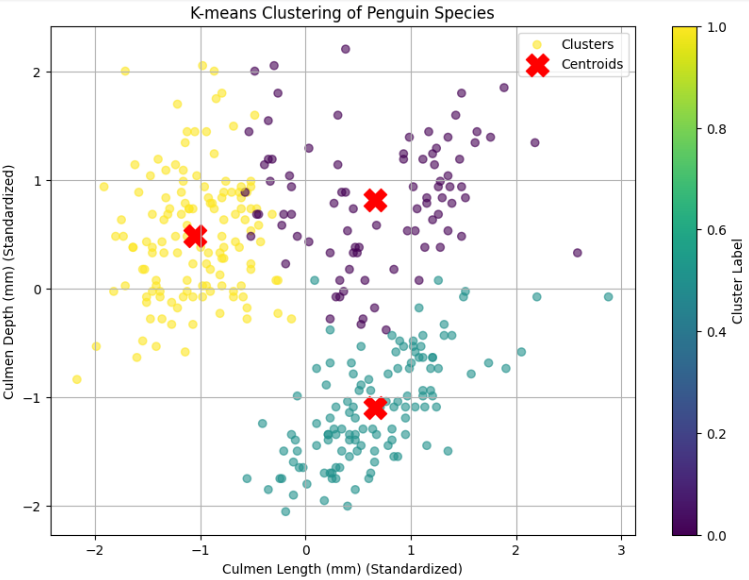 K-means Clustering of Penguin Species
Clusters
Centroids
2
1
0
−1
−2
Culmen Depth (mm) (Standardized)
−2
−1
0
1
2
3
Culmen Length (mm) (Standardized)
1.0
0.8
0.6
0.4
0.2
0.0
Cluster Label